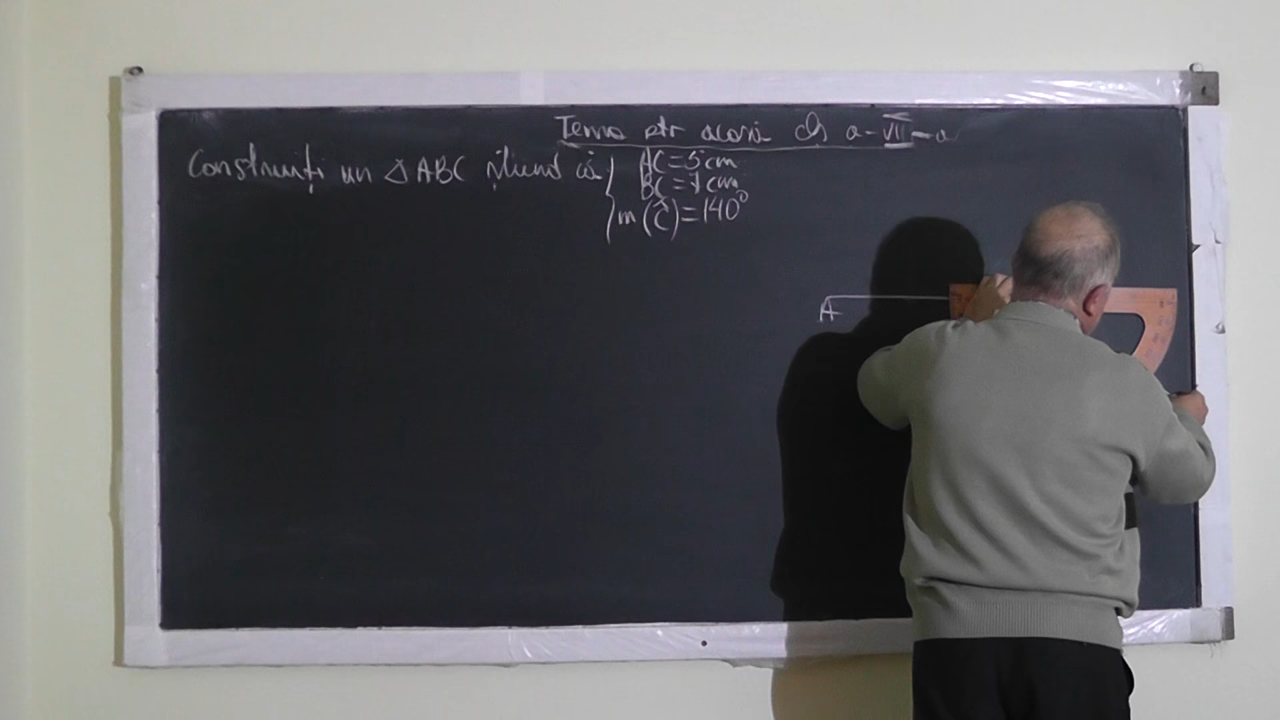 Tema ptr acasă cls a-VII-a
Construiți un △ABC știind că
AC=5cm
BC=7cm
m(Ĉ)=140°
A